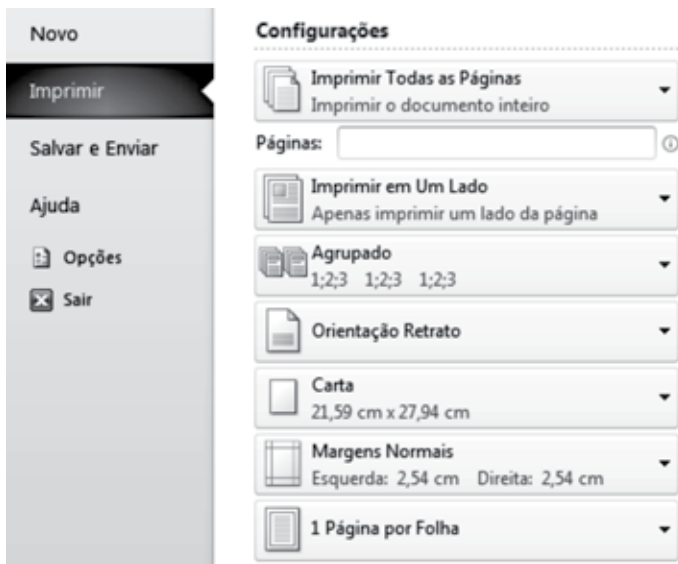 Novo
Imprimir
Salvar e Enviar
Ajuda
Opções
Sair
Configurações
Imprimir Todas as Páginas
Imprimir o documento inteiro
Páginas:
Imprimir em Um Lado
Apenas imprimir um lado da página
Agrupado
1;2;3 1;2;3 1;2;3
Orientação Retrato
Carta
21,59 cm x 27,94 cm
Margens Normais
Esquerda: 2,54 cm Direita: 2,54 cm
1 Página por Folha